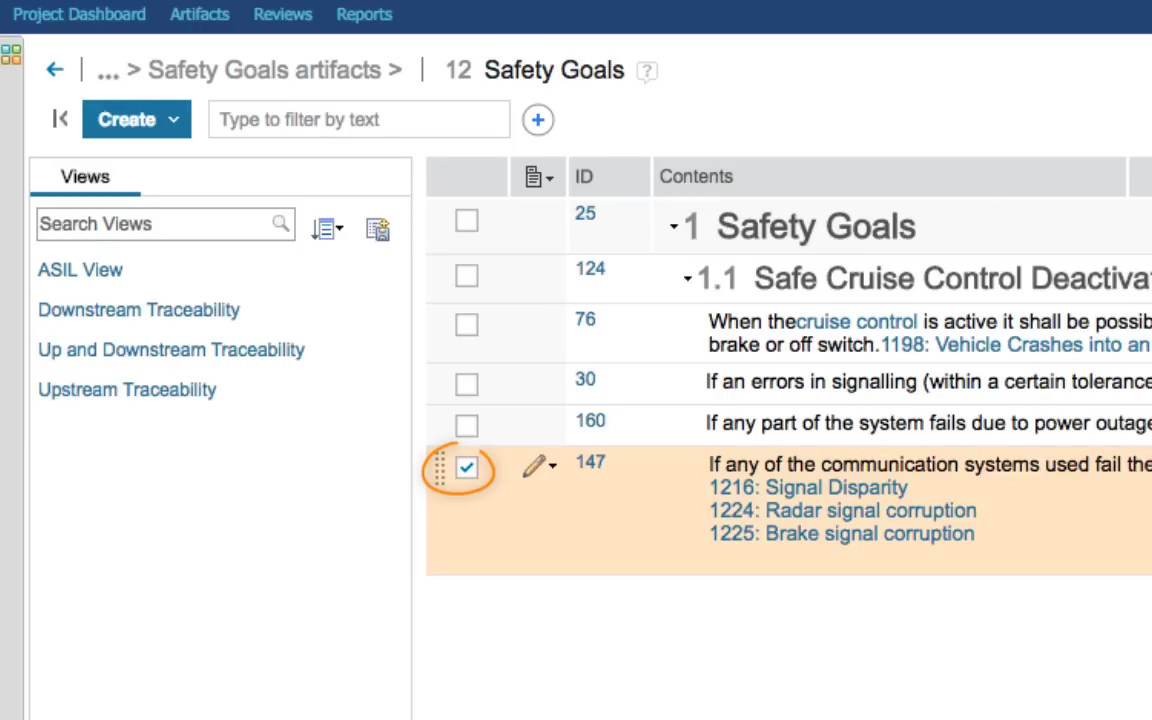 Project Dashboard Artifacts Reviews Reports
... > Safety Goals artifacts > | 12 Safety Goals ?
Create Type to filter by text
Views
Search Views
ASIL View
Downstream Traceability
Up and Downstream Traceability
Upstream Traceability
ID Contents
25 1 Safety Goals
124 1.1 Safe Cruise Control Deactiva
76 When thecruise control is active it shall be possib
brake or off switch.1198: Vehicle Crashes into an
30 If an errors in signalling (within a certain tolerance
160 If any part of the system fails due to power outage
147 If any of the communication systems used fail the
1216: Signal Disparity
1224: Radar signal corruption
1225: Brake signal corruption